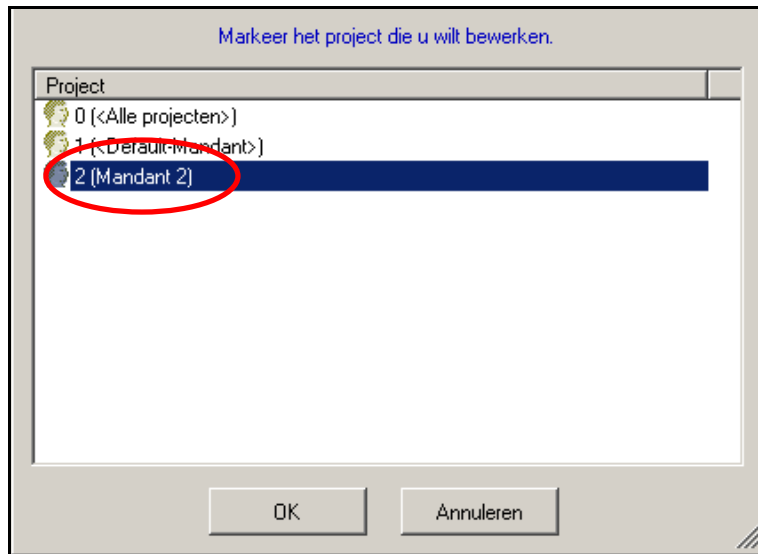 Markeer het project die u wilt bewerken.
Project
0 (<Alle projecten>)
1 (<Default-Mandant>)
2 (Mandant 2)
OK
Annuleren